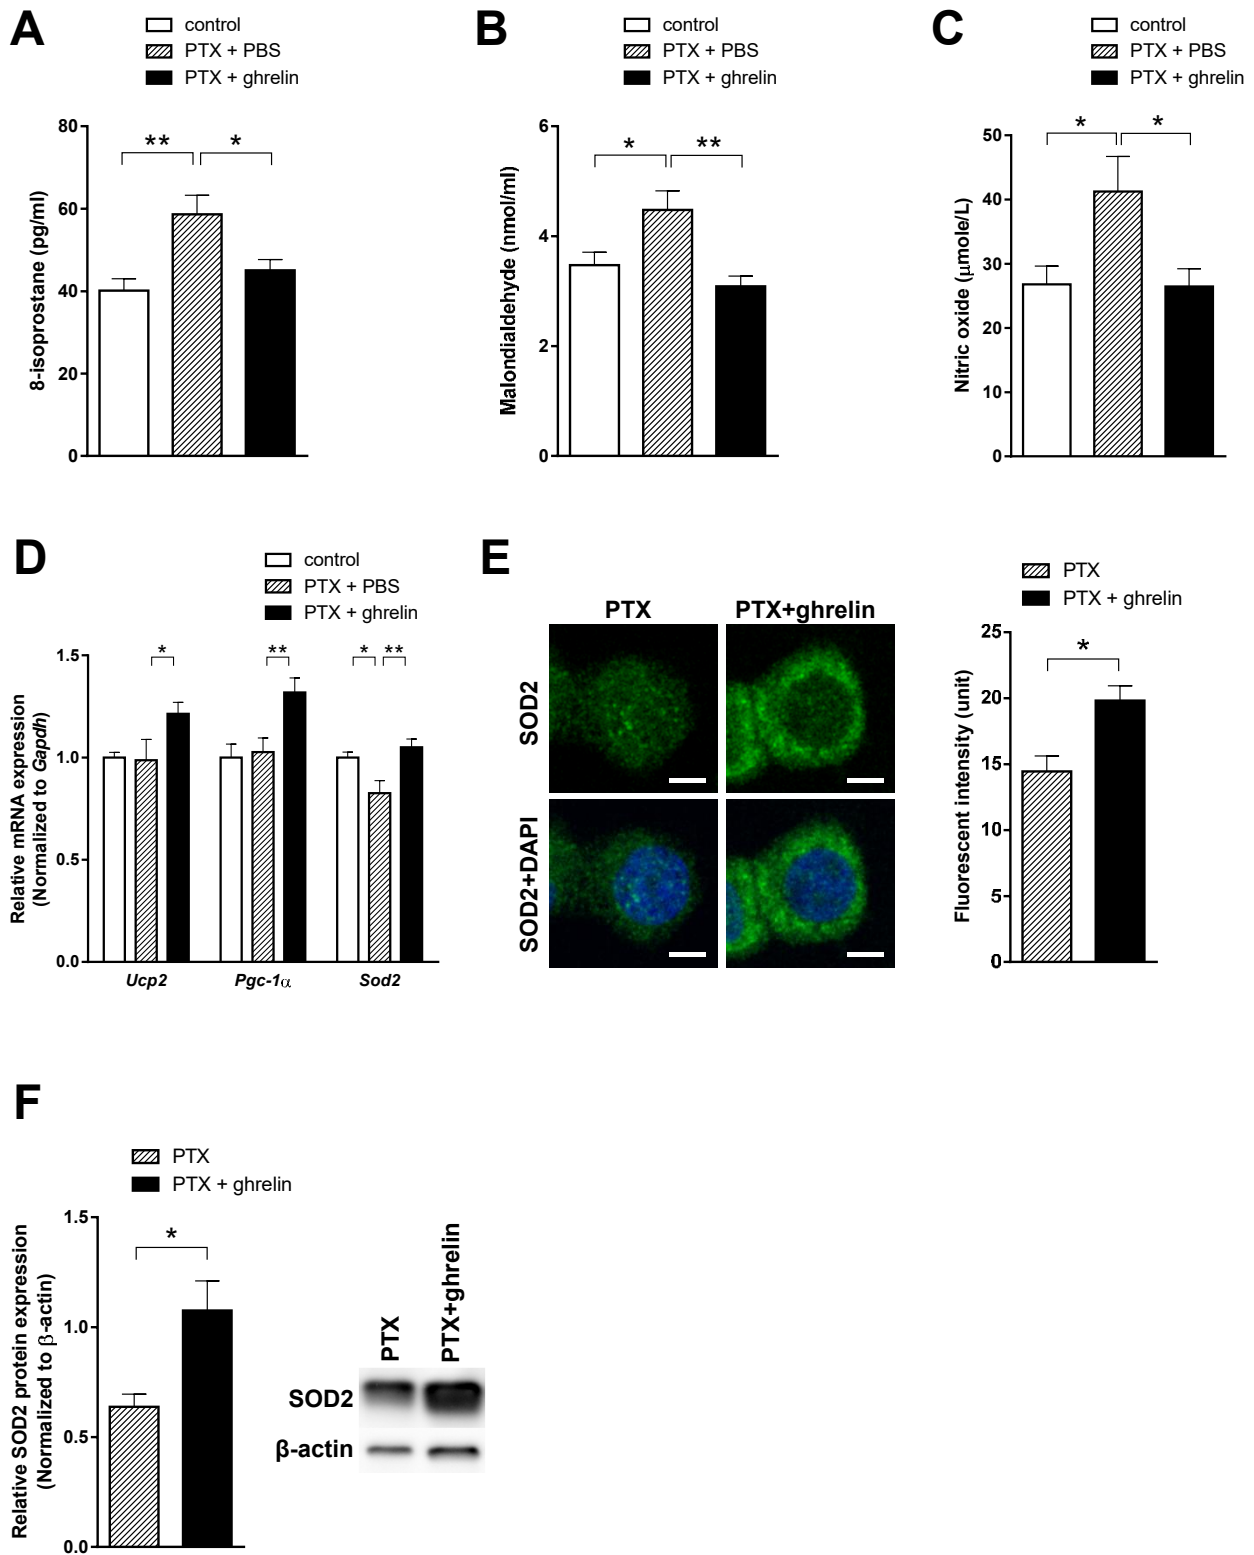 A
control
PTX + PBS
PTX + ghrelin
80
60
40
20
0
8-isoprostane (pg/ml)
** *
B
control
PTX + PBS
PTX + ghrelin
6
4
2
0
Malondialdehyde (nmol/ml)
* **
C
control
PTX + PBS
PTX + ghrelin
50
40
30
20
10
0
Nitric oxide (μmole/L)
* *
D
control
PTX + PBS
PTX + ghrelin
1.5
1.0
0.5
0.0
Relative mRNA expression
(Normalized to Gapdh)
* ** * **
Ucp2 Pgc-1α Sod2
E
PTX PTX+ghrelin
SOD2
SOD2+DAPI
PTX
PTX + ghrelin
25
20
15
10
5
0
Fluorescent intensity (unit)
*
F
PTX
PTX + ghrelin
1.5
1.0
0.5
0.0
Relative SOD2 protein expression
(Normalized to β-actin)
*
PTX
PTX+ghrelin
SOD2
β-actin